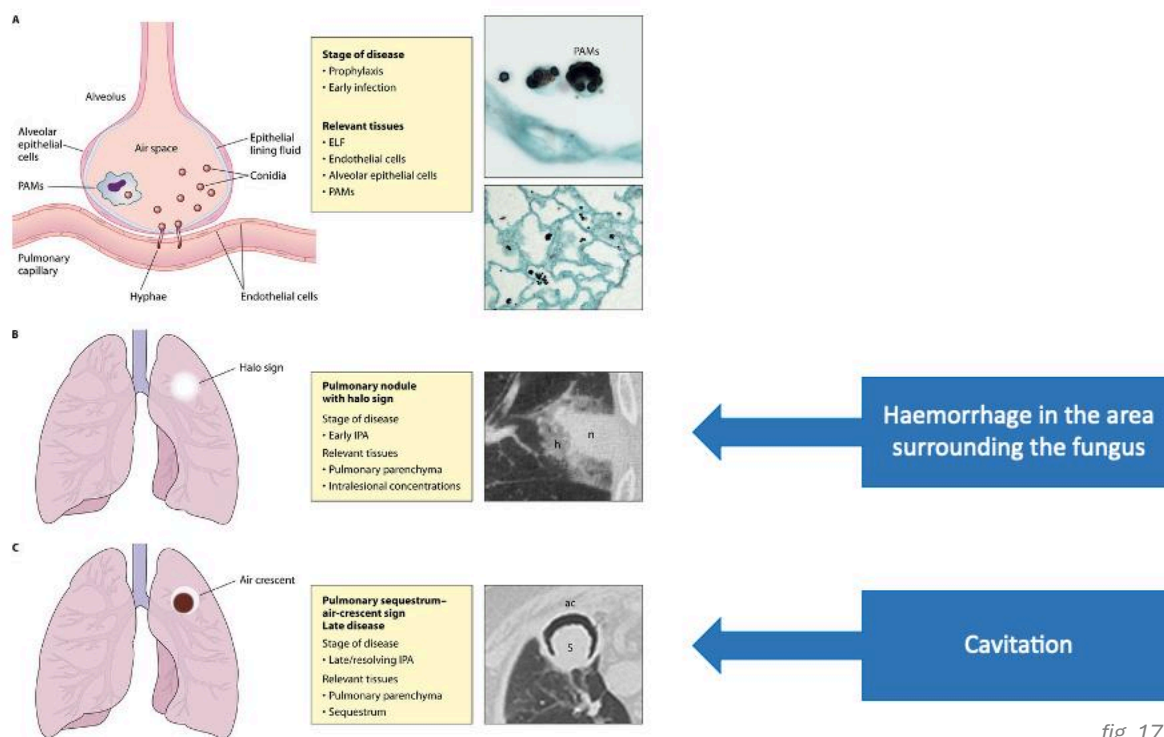 A
Alveolus
Alveolar
epithelial
cells
Air space
Epithelial
lining fluid
Conidia
PAMs
Pulmonary
capillary
Hyphae
Endothelial cells
Stage of disease
• Prophylaxis
• Early infection
Relevant tissues
• ELF
• Endothelial cells
• Alveolar epithelial cells
• PAMs
PAMs
B
Halo sign
Pulmonary nodule
with halo sign
Stage of disease
• Early IPA
Relevant tissues
• Pulmonary parenchyma
• Intralesional concentrations
h
n
Haemorrhage in the area
surrounding the fungus
C
Air crescent
Pulmonary sequestrum–
air-crescent sign
Late disease
Stage of disease
• Late/resolving IPA
Relevant tissues
• Pulmonary parenchyma
• Sequestrum
ac
S
Cavitation
fig. 17